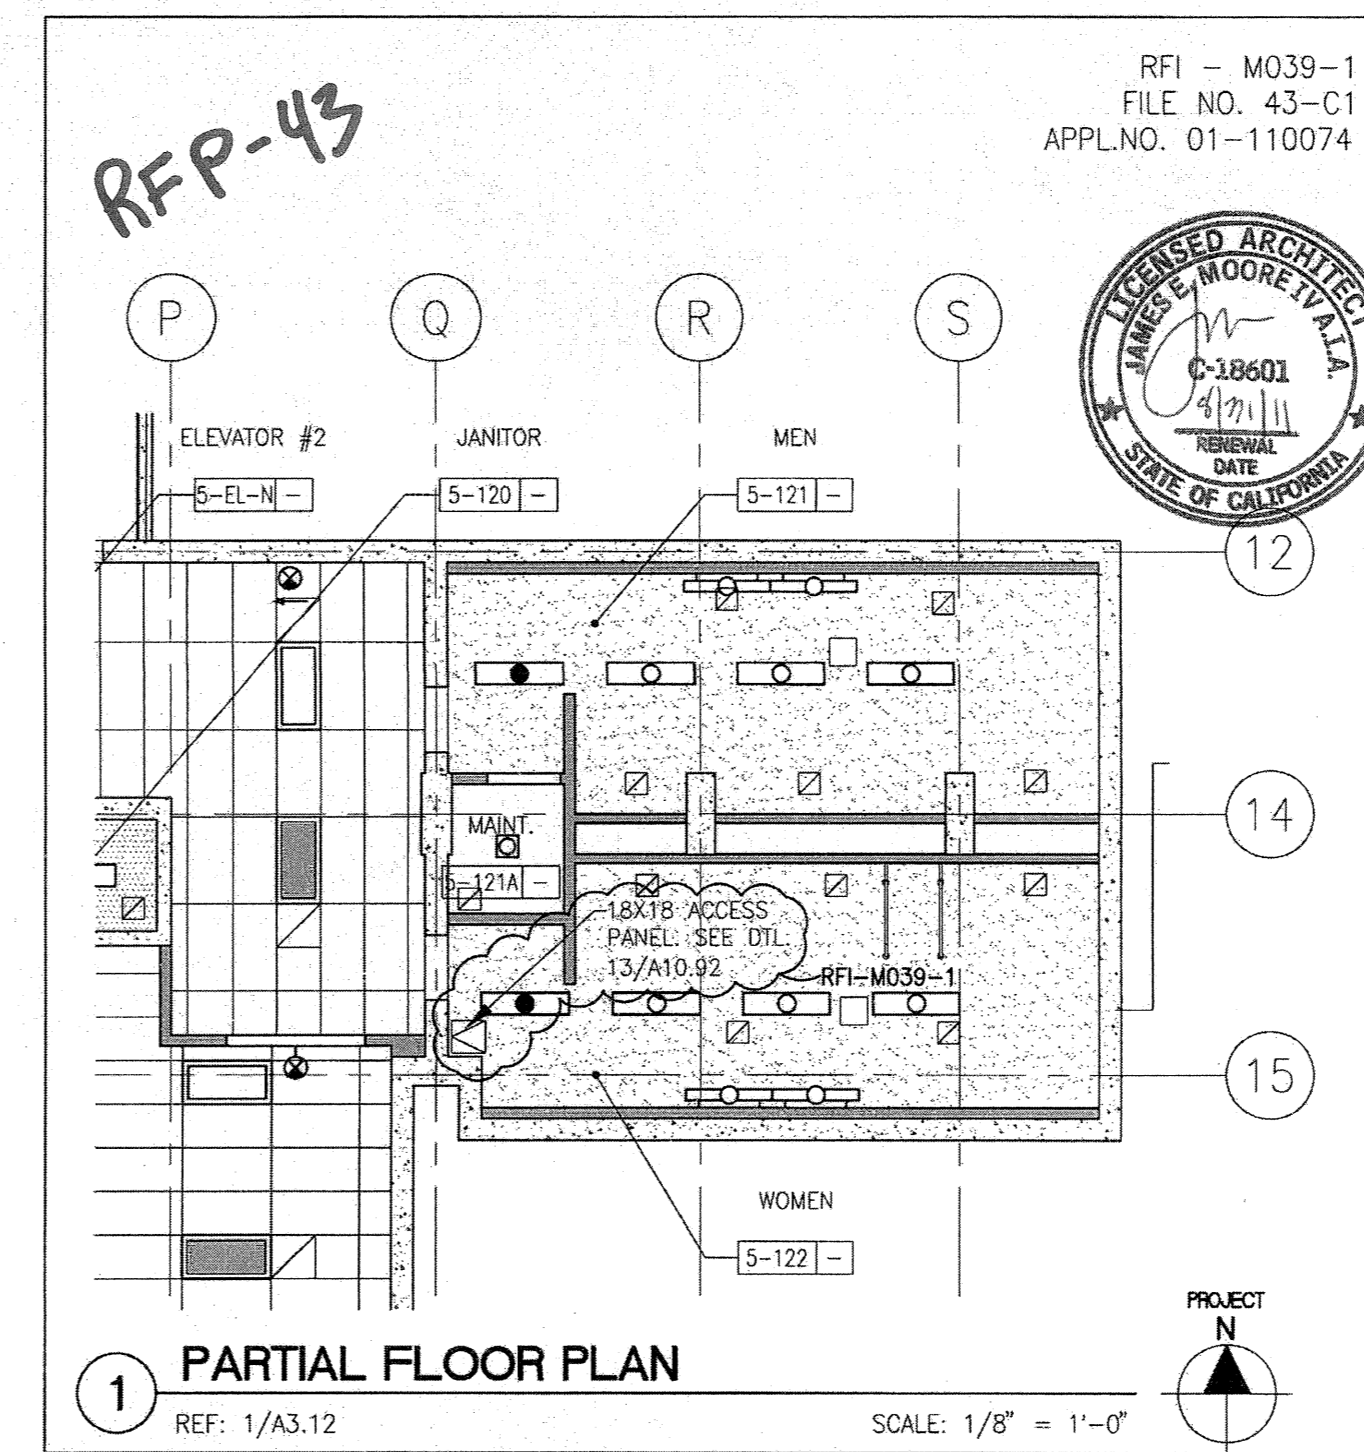 RFP-43
RFI - M039-1
FILE NO. 43-C1
APPL.NO. 01-110074
LICENSED ARCHITECT
JAMES E. MOORE IV A.I.A.
C-18601
RENEWAL
DATE
STATE OF CALIFORNIA
P
Q
R
S
ELEVATOR #2
JANITOR
MEN
5-EL-N -
5-120 -
5-121 -
12
14
MAINT.
5-121A -
18X18 ACCESS
PANEL. SEE DTL.
13/A10.92
RFI-M039-1
15
WOMEN
5-122 -
PROJECT
N
1
PARTIAL FLOOR PLAN
REF: 1/A3.12
SCALE: 1/8" = 1'-0"